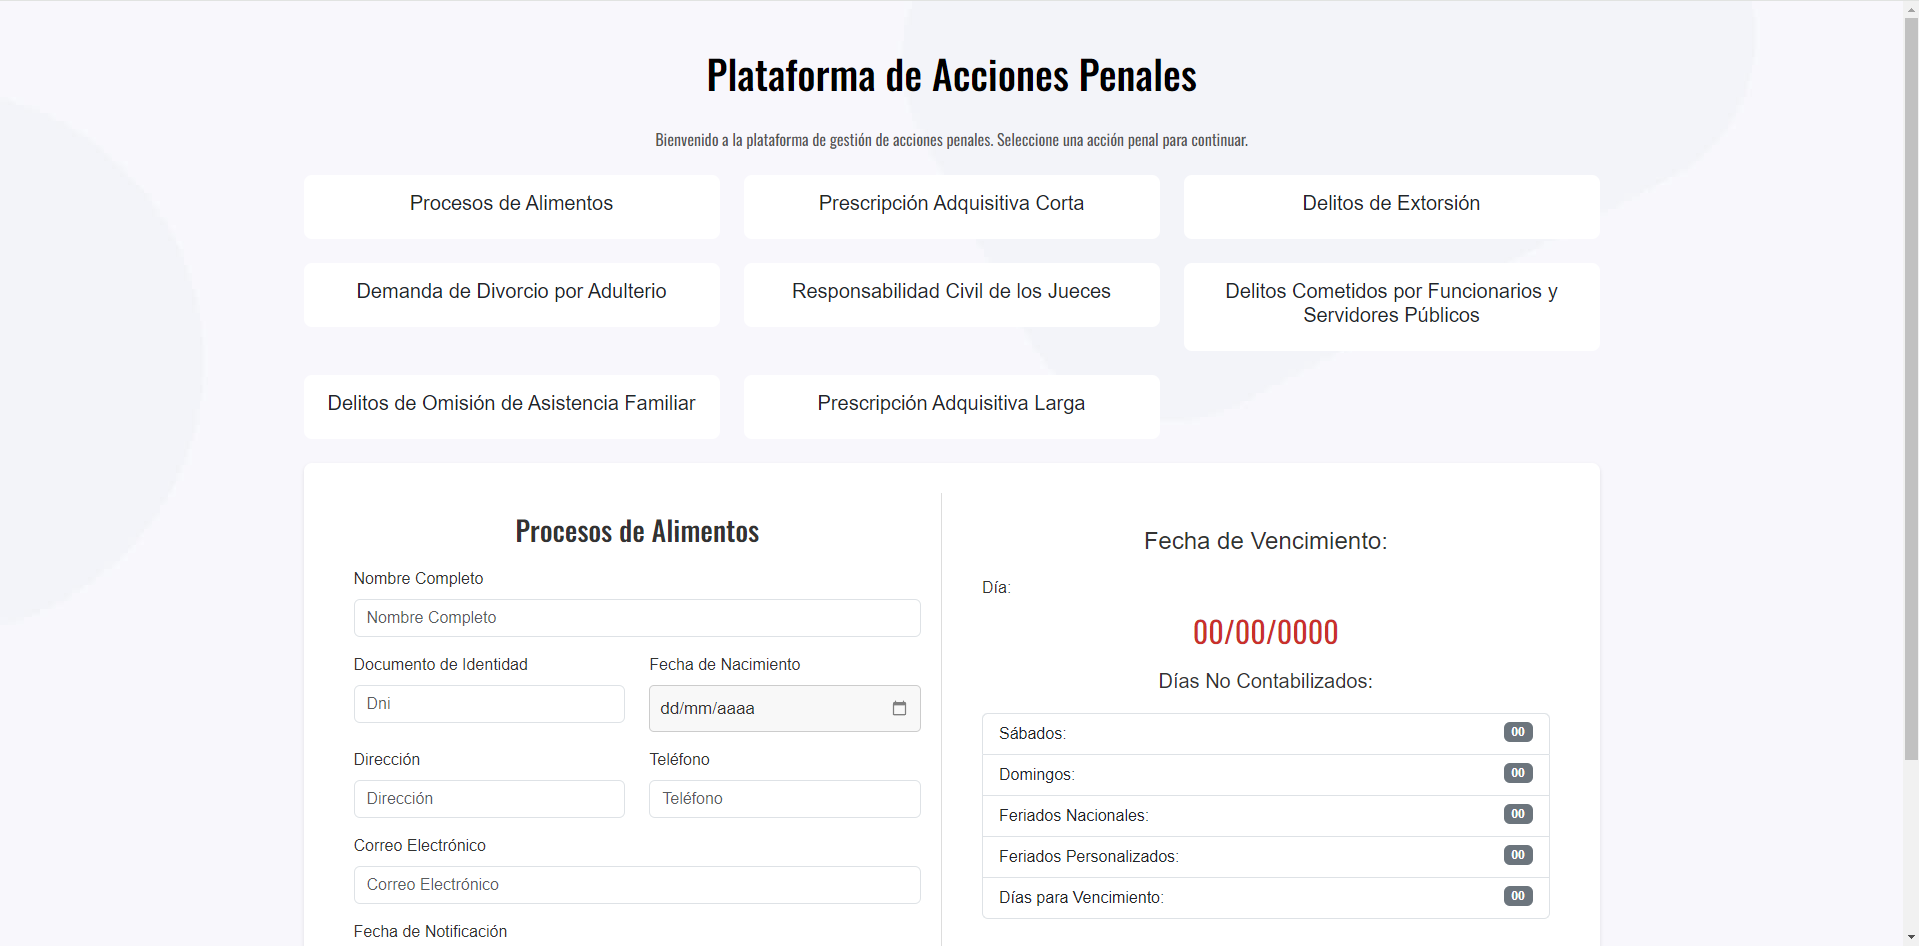 Plataforma de Acciones Penales
Bienvenido a la plataforma de gestión de acciones penales. Seleccione una acción penal para continuar.
Procesos de Alimentos
Prescripción Adquisitiva Corta
Delitos de Extorsión
Demanda de Divorcio por Adulterio
Responsabilidad Civil de los Jueces
Delitos Cometidos por Funcionarios y
Servidores Públicos
Delitos de Omisión de Asistencia Familiar
Prescripción Adquisitiva Larga
Procesos de Alimentos
Nombre Completo
Nombre Completo
Documento de Identidad
Fecha de Nacimiento
Dni
dd/mm/aaaa
Dirección
Teléfono
Dirección
Teléfono
Correo Electrónico
Correo Electrónico
Fecha de Notificación
Fecha de Vencimiento:
Día:
00/00/0000
Días No Contabilizados:
Sábados: 00
Domingos: 00
Feriados Nacionales: 00
Feriados Personalizados: 00
Días para Vencimiento: 00